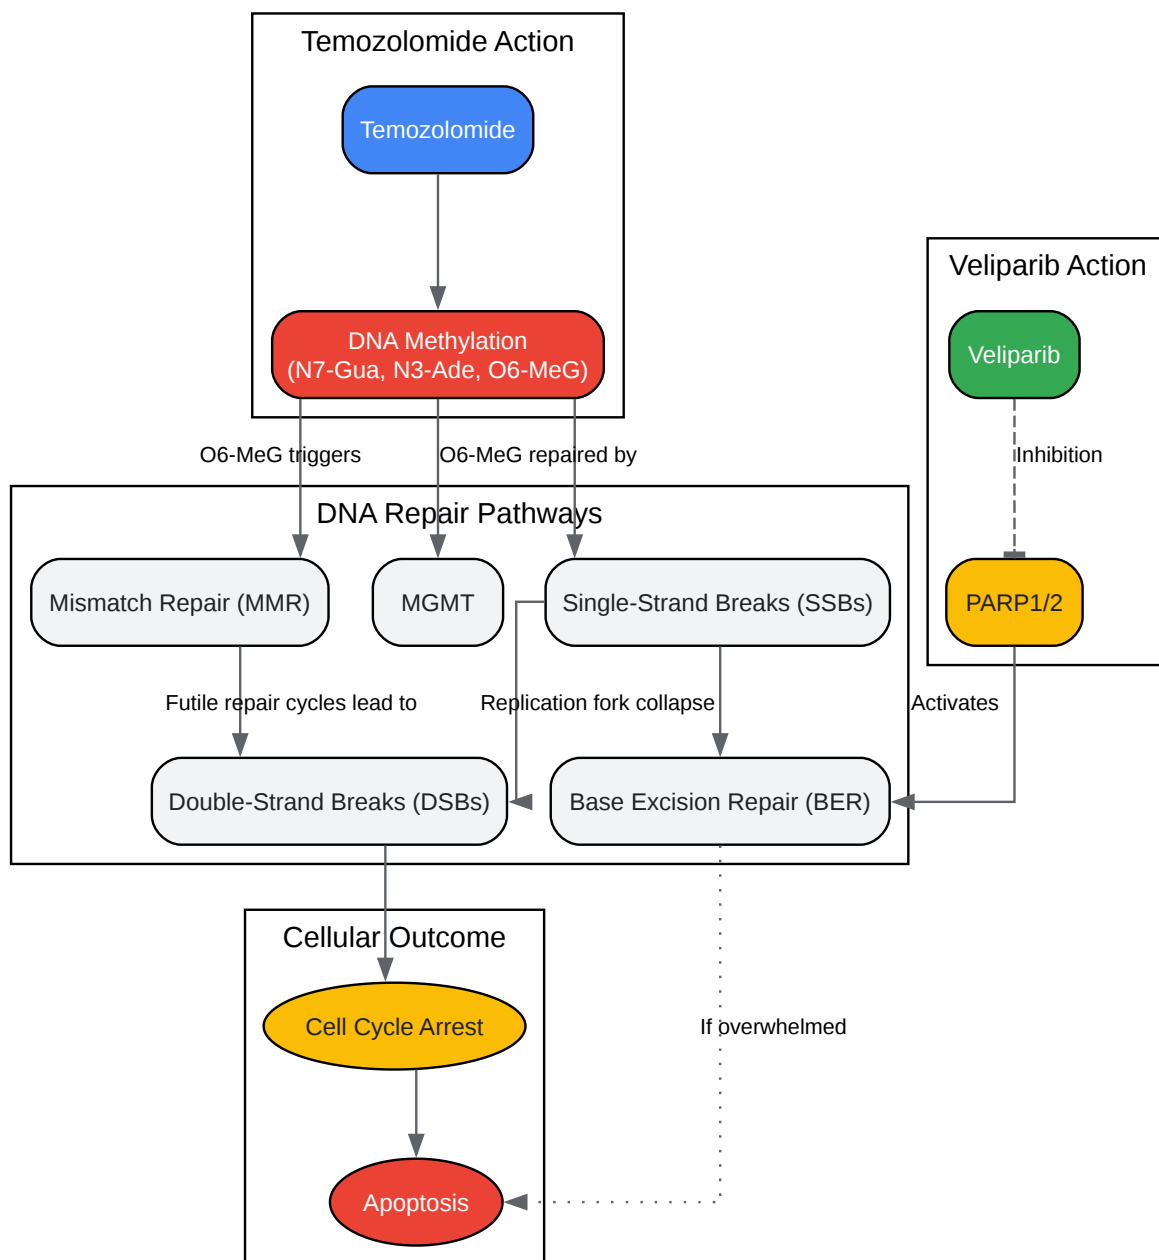 Temozolomide Action
Temozolomide
Veliparib Action
DNA Methylation
(N7-Gua, N3-Ade, O6-MeG)
Veliparib
O6-MeG triggers
O6-MeG repaired by
Inhibition
DNA Repair Pathways
Mismatch Repair (MMR)
MGMT
Single-Strand Breaks (SSBs)
PARP1/2
Futile repair cycles lead to
Replication fork collapse
Activates
Double-Strand Breaks (DSBs)
Base Excision Repair (BER)
Cellular Outcome
Cell Cycle Arrest
If overwhelmed
Apoptosis